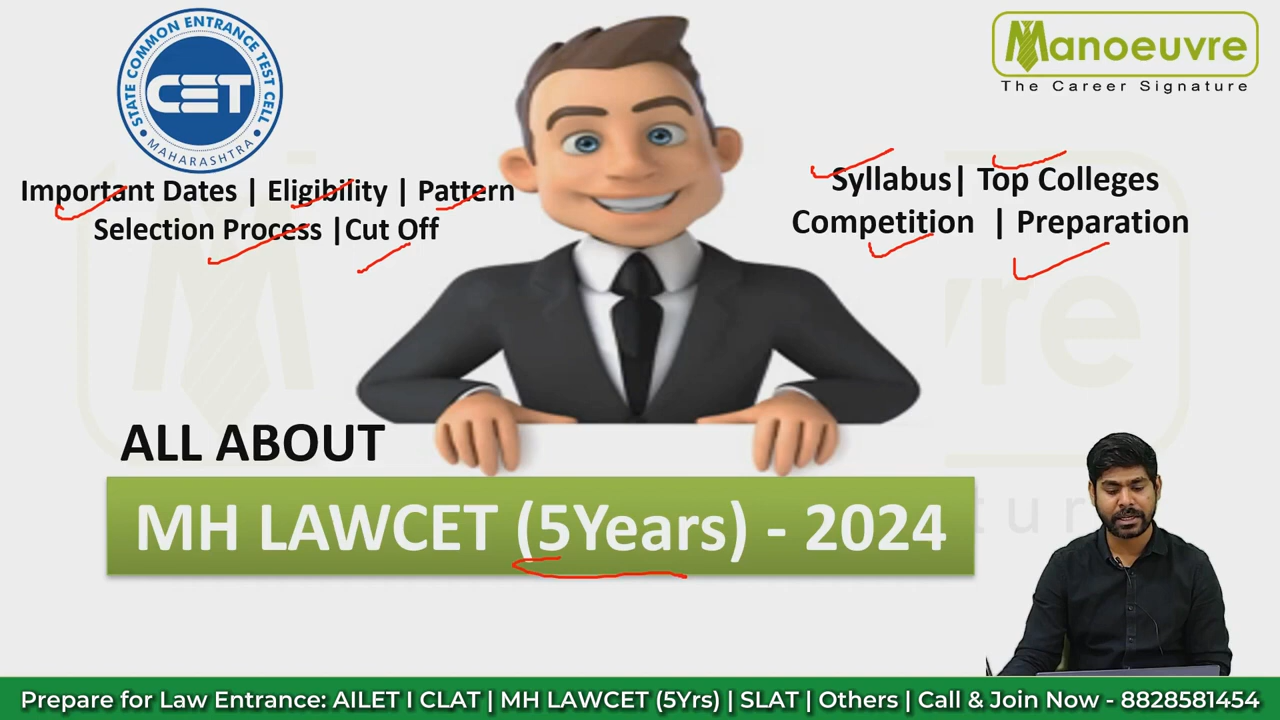 STATE COMMON ENTRANCE TEST CELL
CET
MAHARASHTRA
Manoeuvre
The Career Signature
Important Dates | Eligibility | Pattern
Selection Process |Cut Off
Syllabus| Top Colleges
Competition | Preparation
ALL ABOUT
MH LAWCET (5Years) - 2024
Prepare for Law Entrance: AILET I CLAT | MH LAWCET (5Yrs) | SLAT | Others | Call & Join Now - 8828581454